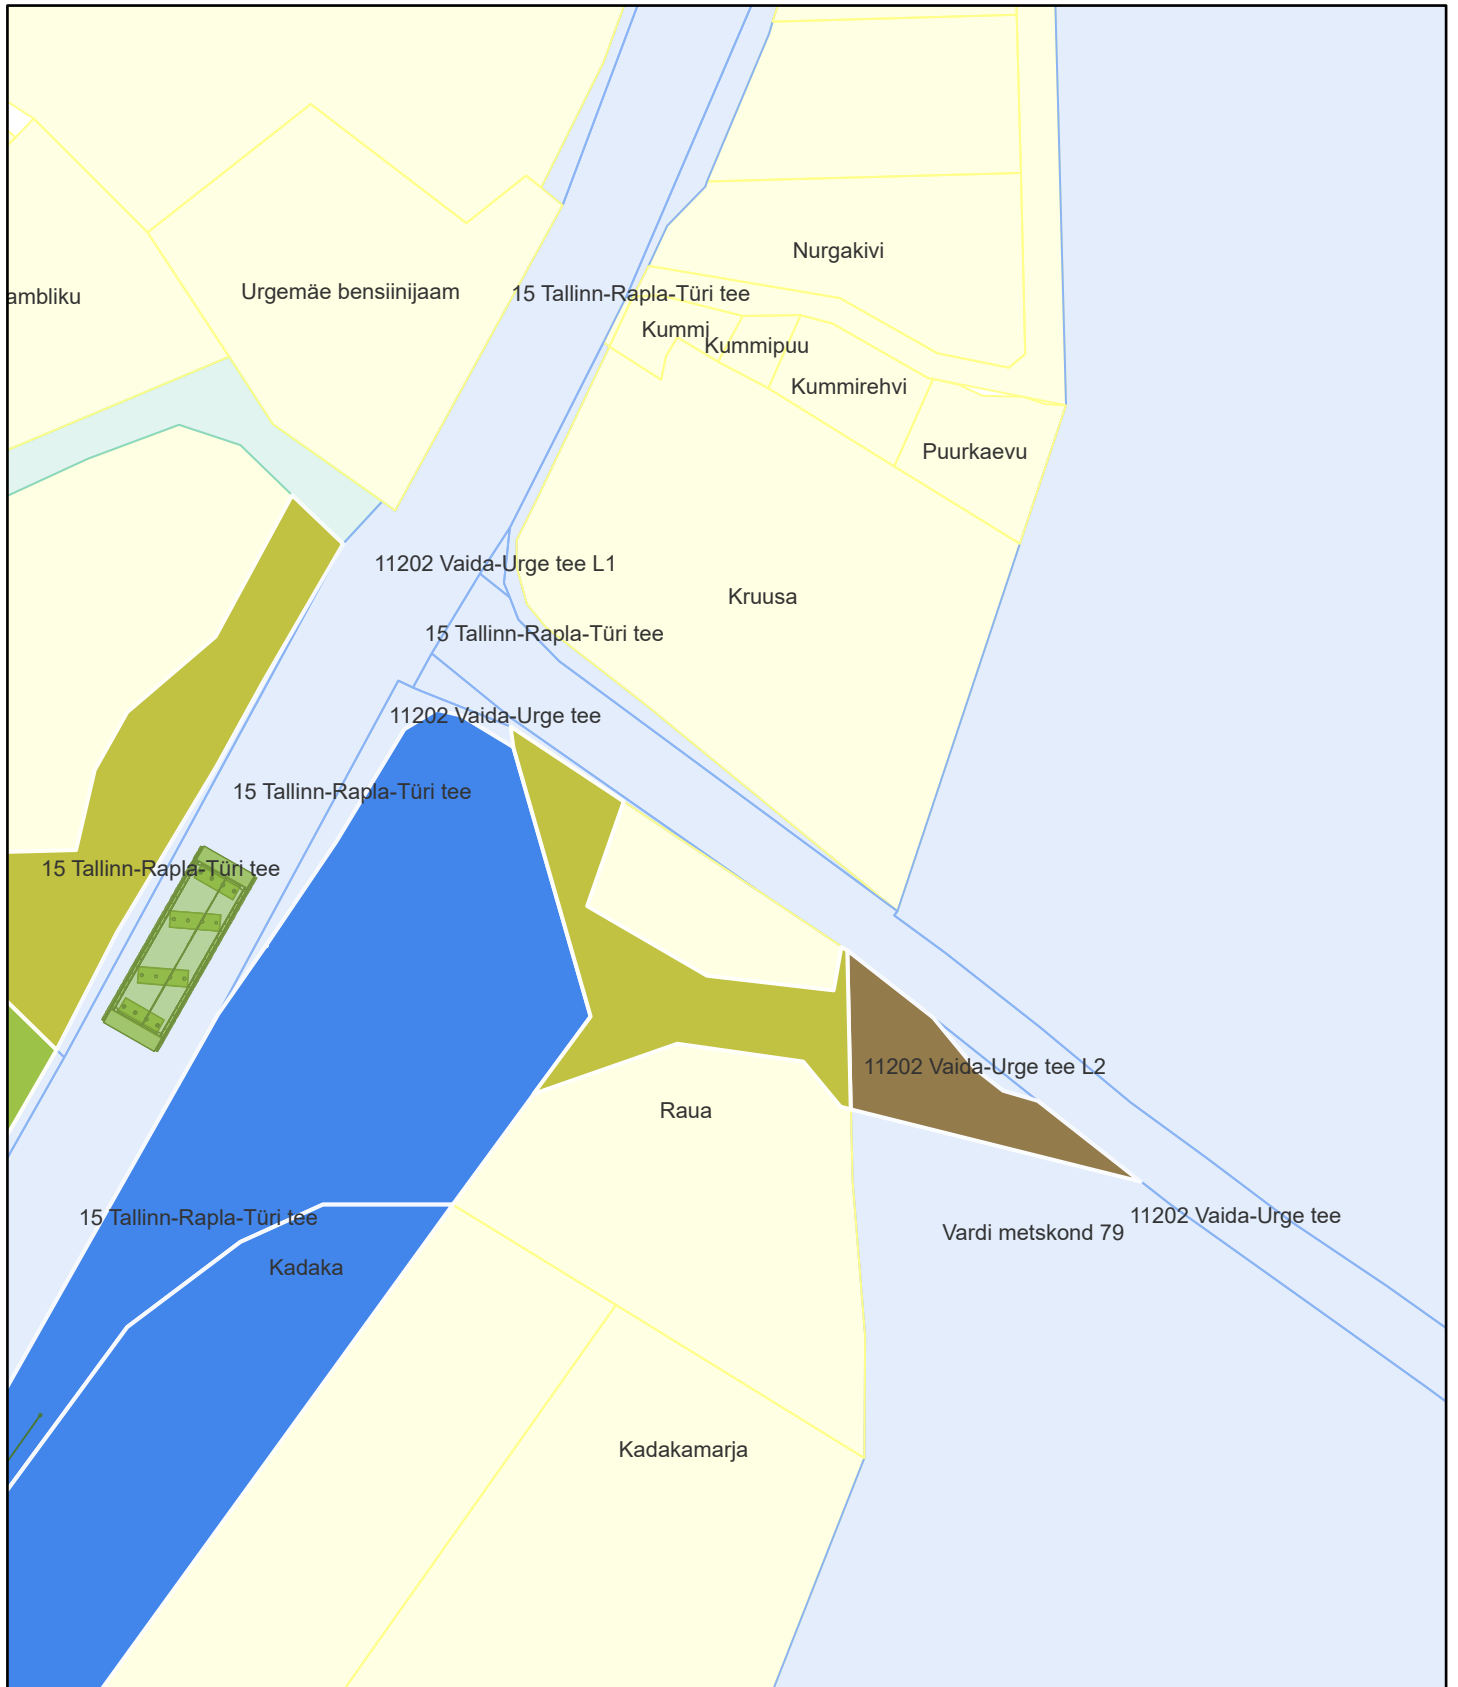 Nurgakivi
Urgemäe bensiinijaam
15 Tallinn-Rapla-Türi tee
ambliku
Kummi
Kummipuu
Kummirehvi
Puurkaevu
11202 Vaida-Urge tee L1
Kruusa
15 Tallinn-Rapla-Türi tee
11202 Vaida-Urge tee
15 Tallinn-Rapla-Türi tee
15 Tallinn-Rapla-Türi tee
11202 Vaida-Urge tee L2
Raua
11202 Vaida-Urge tee
15 Tallinn-Rapla-Türi tee
Vardi metskond 79
Kadaka
Kadakamarja